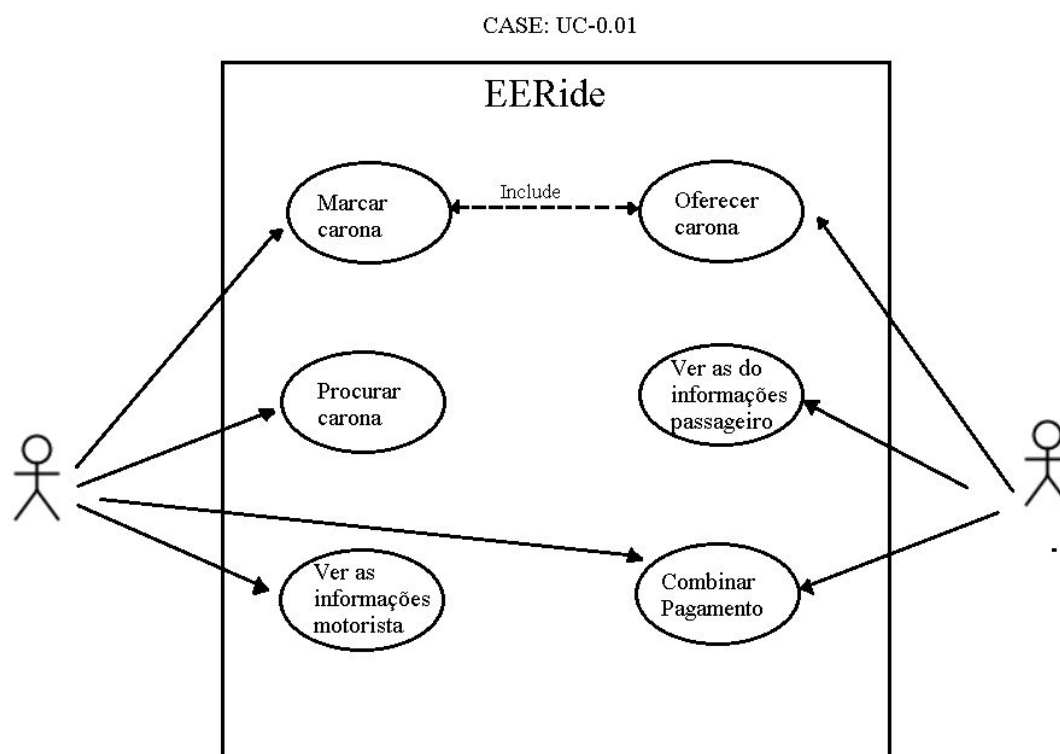 CASE: UC-0.01
EERide
Marcar
carona
Include
Oferecer
carona
Procurar
carona
Ver as do
informações
passageiro
Ver as
informações
motorista
Combinar
Pagamento